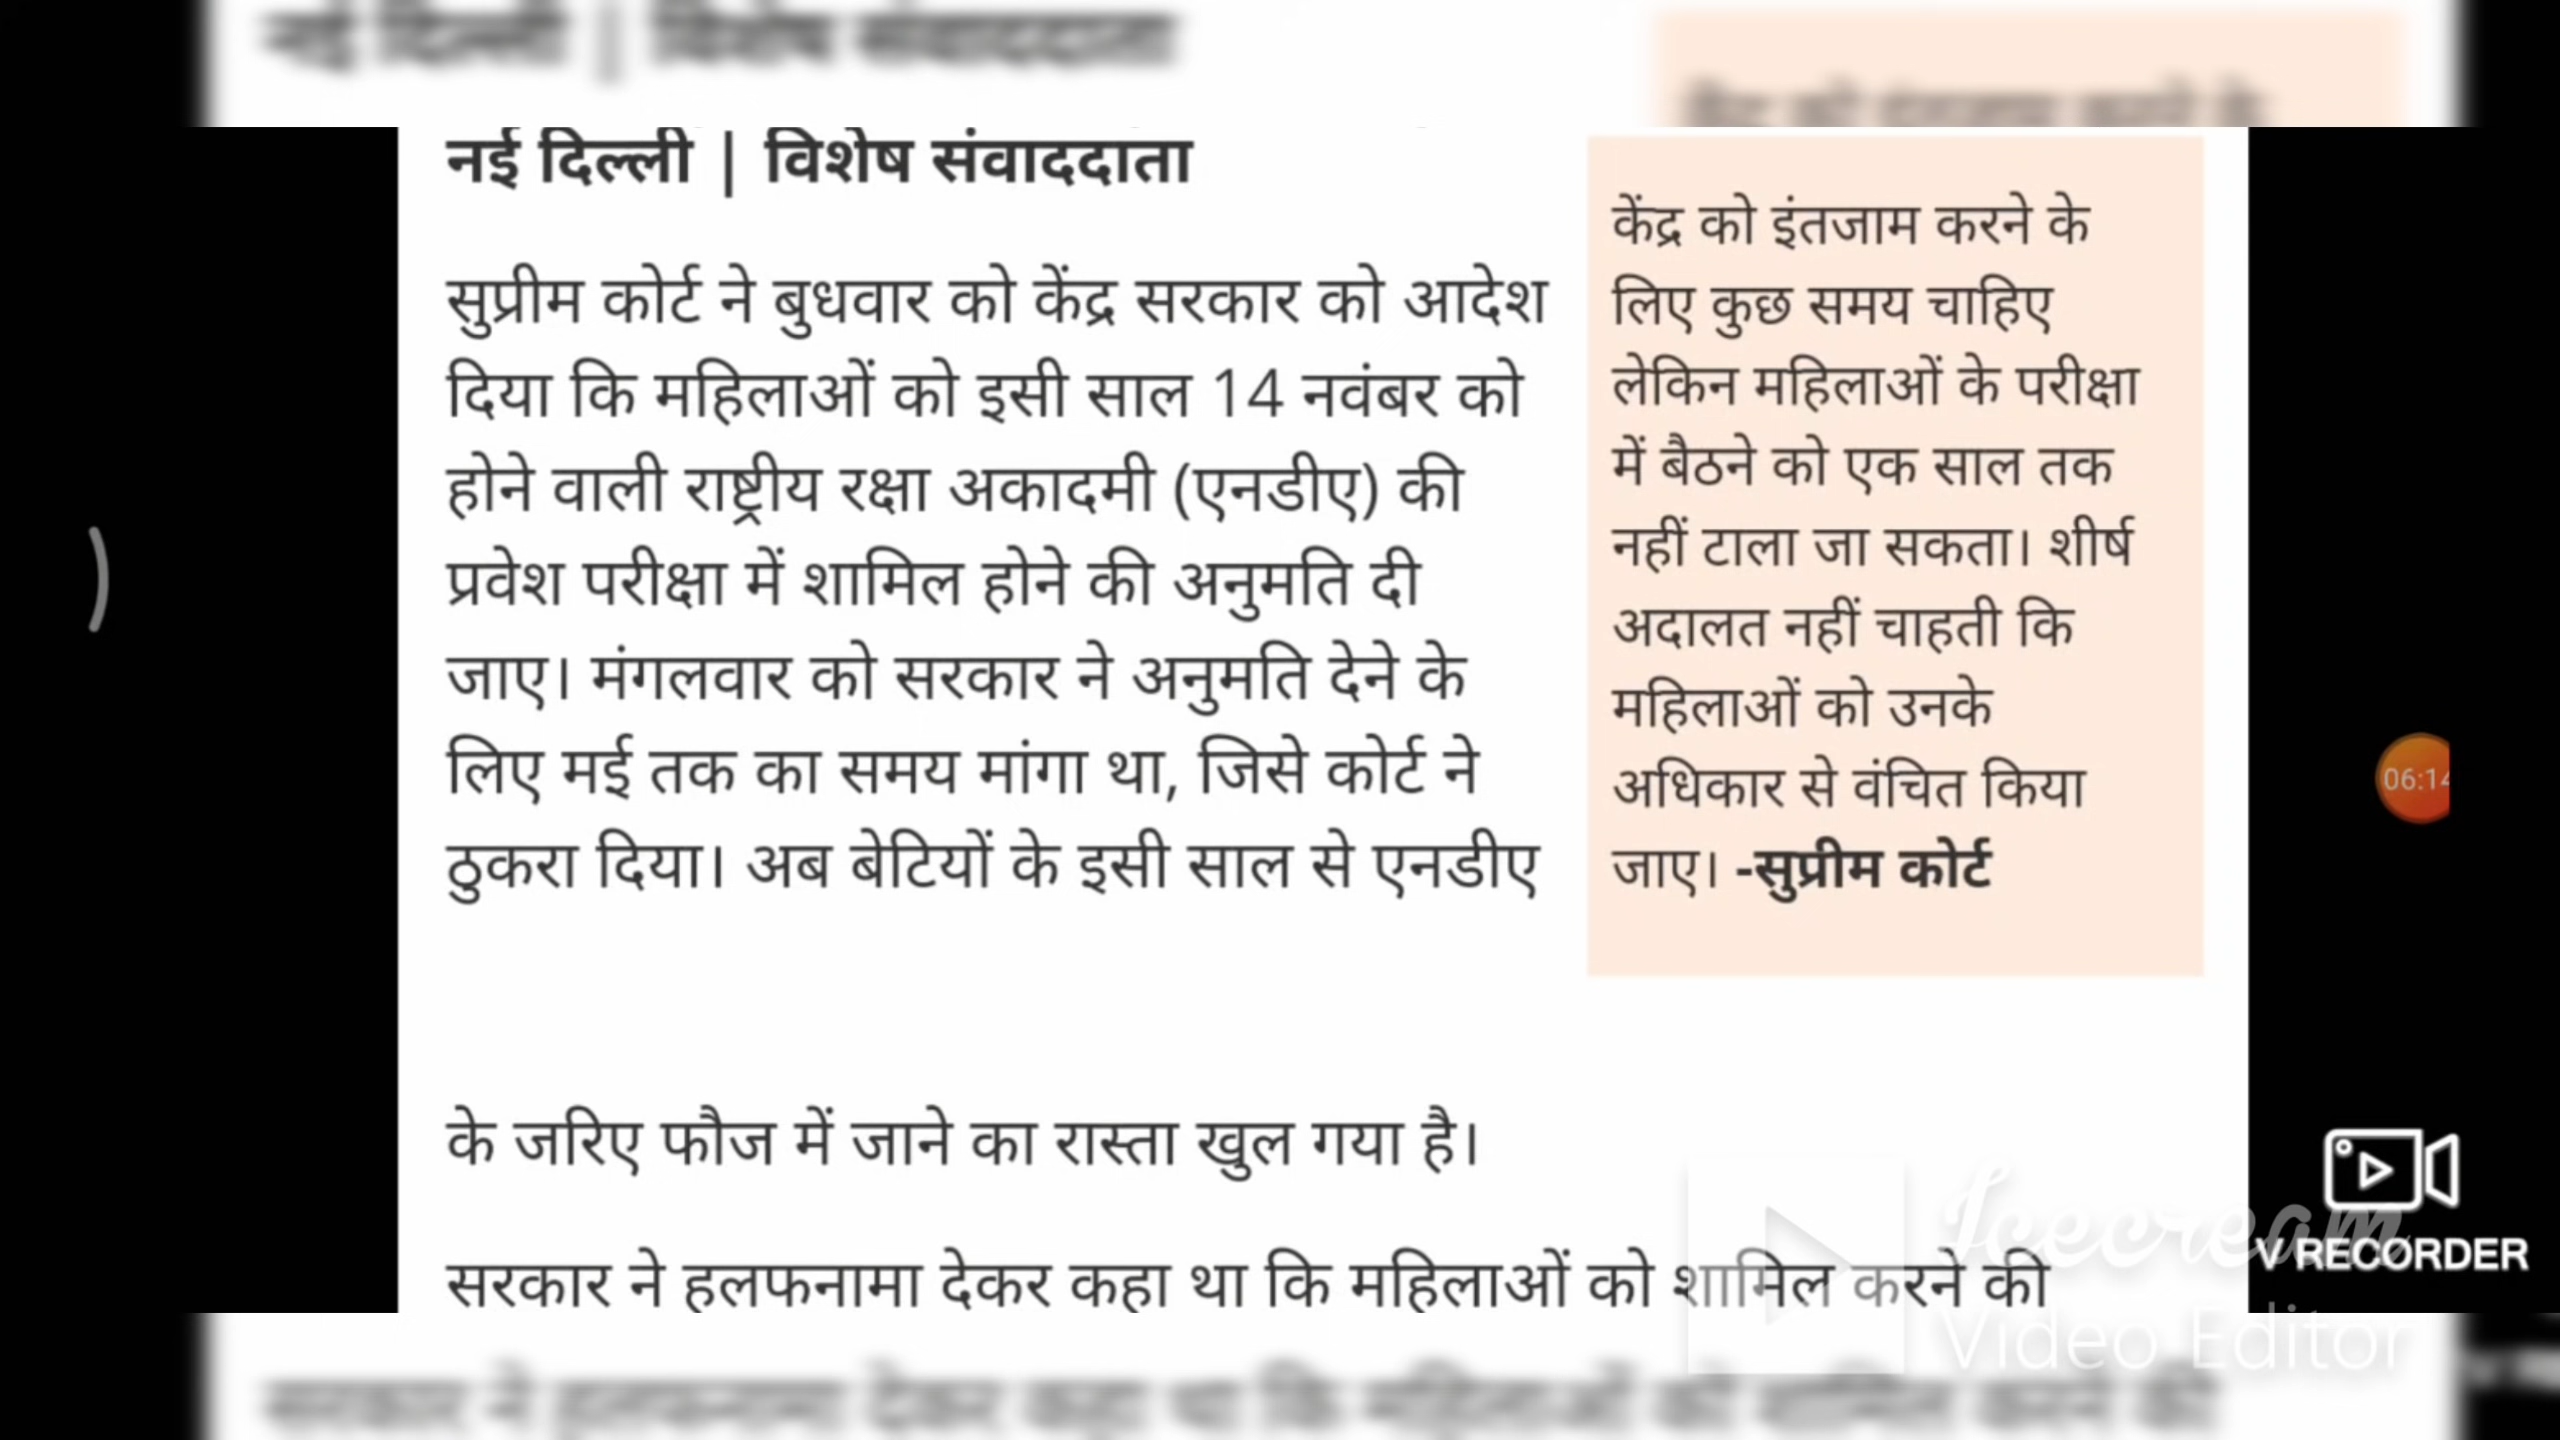 नई दिल्ली | विशेष संवाददाता
सुप्रीम कोर्ट ने बुधवार को केंद्र सरकार को आदेश
दिया कि महिलाओं को इसी साल 14 नवंबर को
होने वाली राष्ट्रीय रक्षा अकादमी (एनडीए) की
प्रवेश परीक्षा में शामिल होने की अनुमति दी
जाए। मंगलवार को सरकार ने अनुमति देने के
लिए मई तक का समय मांगा था, जिसे कोर्ट ने
ठुकरा दिया। अब बेटियों के इसी साल से एनडीए
के जरिए फौज में जाने का रास्ता खुल गया है।
सरकार ने हलफनामा देकर कहा था कि महिलाओं को शामिल करने की
केंद्र को इंतजाम करने के
लिए कुछ समय चाहिए
लेकिन महिलाओं के परीक्षा
में बैठने को एक साल तक
नहीं टाला जा सकता। शीर्ष
अदालत नहीं चाहती कि
महिलाओं को उनके
अधिकार से वंचित किया
जाए। -सुप्रीम कोर्ट
06:14
V RECORDER
Icecream
Video Editor